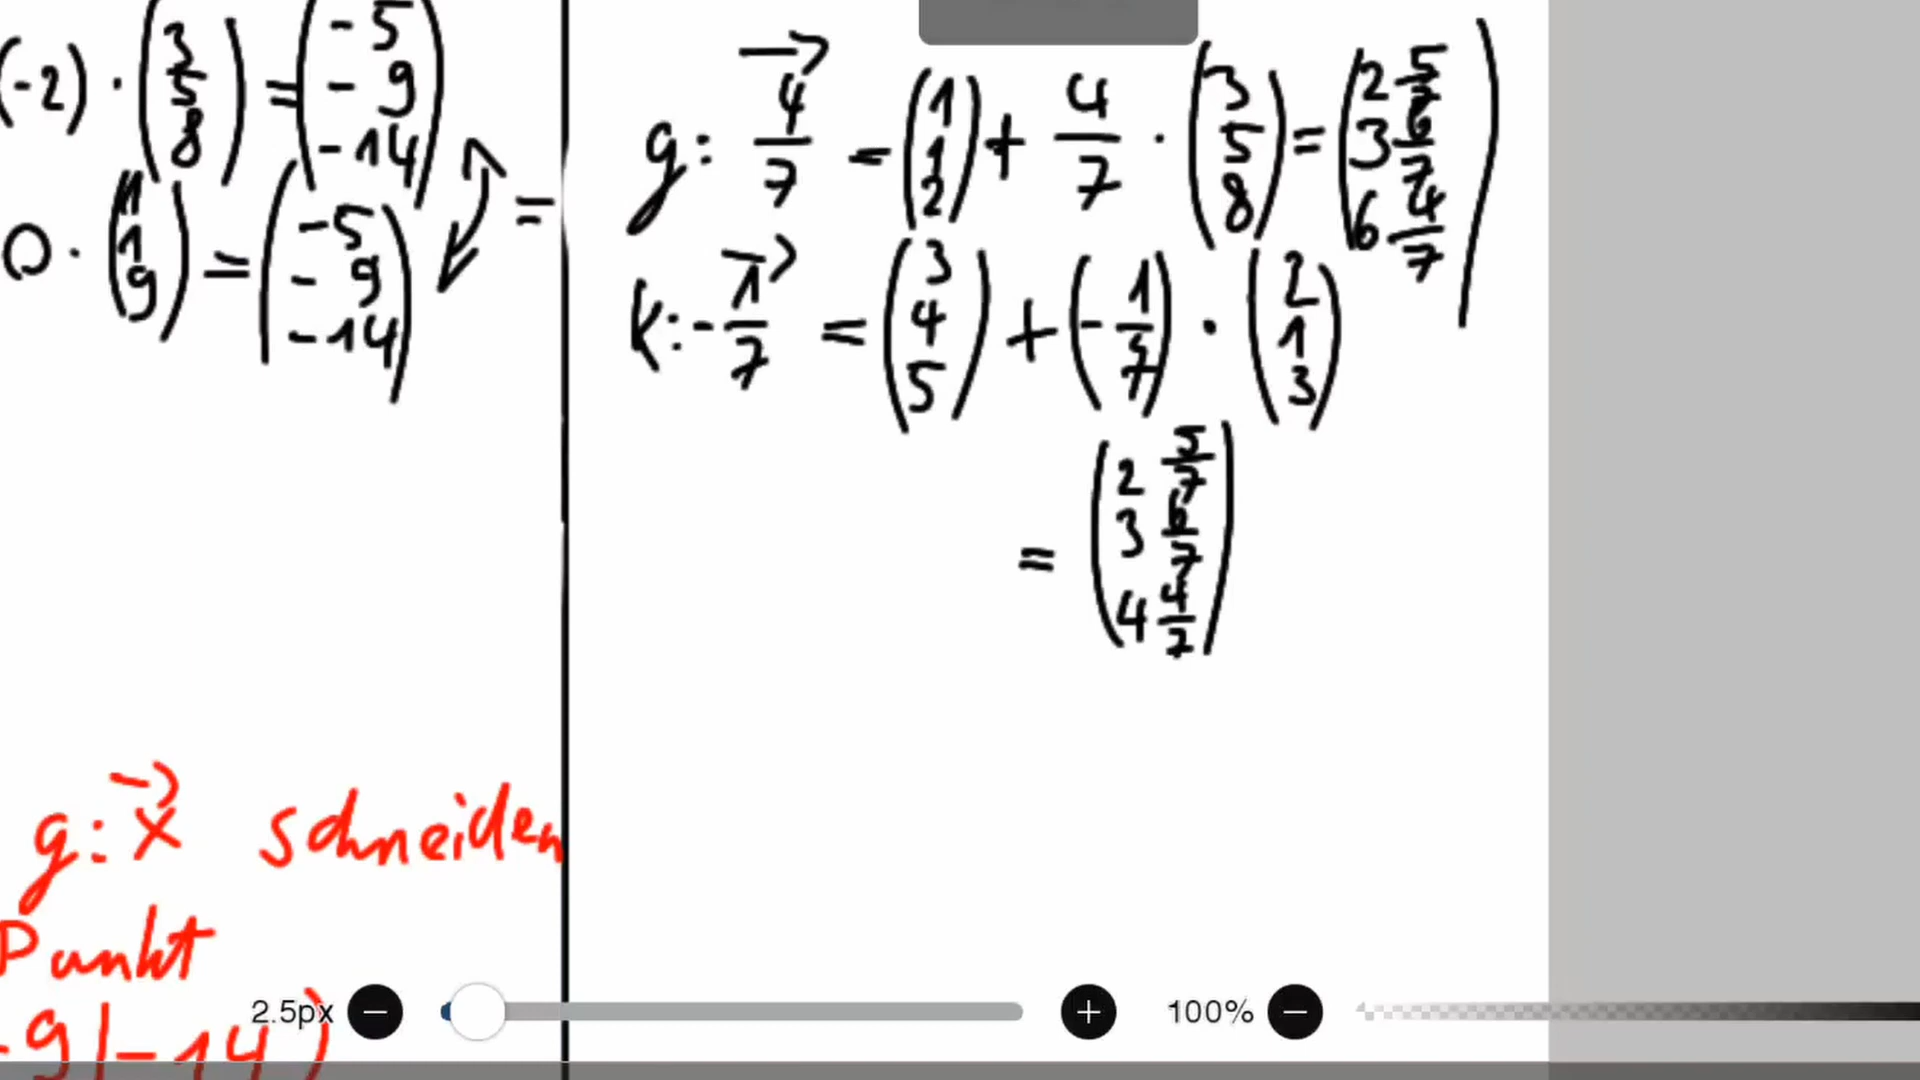 (-2) · (3 5 8) = (-5 -9 -14)
0 · (1 1 9) = (-5 -9 -14) =
g: 4/7 = (1 1 2) + 4/7 · (3 5 8) = (2 5/7 3 6/7 6 4/7)
k: -1/7 = (3 4 5) + (-1/7) · (2 1 3)
= (2 5/7 3 6/7 4 4/7)
g: x schneiden
Punkt
9|-14)
2.5px
100%